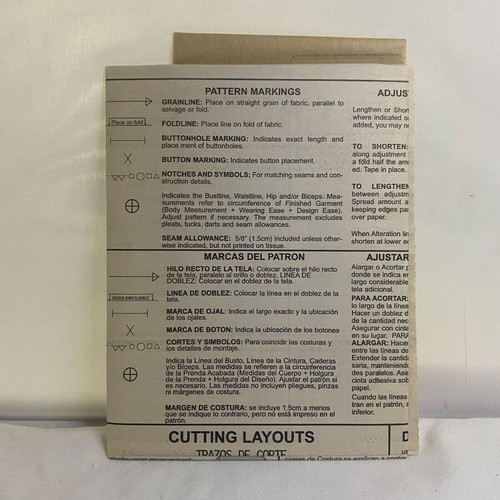 PATTERN MARKINGS
GRAINLINE: Place on straight grain of fabric, parallel to
selvage or fold.
Place on fold
FOLDLINE: Place line on fold of fabric.
BUTTONHOLE MARKING: Indicates exact length and
place ment of buttonholes.
BUTTON MARKING: Indicates button placement.
NOTCHES AND SYMBOLS: For matching seams and con-
struction details.
Indicates the Bustline, Waistline, Hip and/or Biceps. Mea-
surements refer to circumference of Finished Garment
(Body Measurement + Wearing Ease + Design Ease).
Adjust pattern if necessary. The measurement excludes
pleats, tucks, darts and seam allowances.
SEAM ALLOWANCE: 5/8" (1.5cm) included unless other-
wise indicated, but not printed on tissue.
ADJUS
Lengthen or Short
where indicated o
added, you may ne
TO SHORTEN:
along adjustment
a fold half the amo
ed. Tape in place.
TO LENGTHEN
between adjustm
Spread amount a
keeping edges par
over paper.
When Alteration lin
shorten at lower e
MARCAS DEL PATRON
HILO RECTO DE LA TELA: Colocar sobre el hilo recto
de la tela, paralelo al orillo o doblez. LINEA DE
DOBLEZ: Colocar en el doblez de la tela.
LINEA DE DOBLEZ: Colocar la línea en el doblez de la
tela.
MARCA DE OJAL: Indica el largo exacto y la ubicación
de los ojales.
MARCA DE BOTON: Indica la ubicación de los botones
CORTES Y SIMBOLOS: Para coincidir las costuras y
los detalles de montaje.
Indica la Línea del Busto, Línea de la Cintura, Caderas
y/o Bíceps. Las medidas se refieren a la circunferencia
de la Prenda Acabada (Medidas del Cuerpo + Holgura
de la Prenda + Holgura del Diseño). Ajustar el patrón si
es necesario. Las medidas no incluyen pliegues, pinzas
ni márgenes de costura.
MARGEN DE COSTURA: se incluye 1,5cm a menos
que se indique lo contrario, pero no está impreso en el
patrón.
AJUSTAR
Alargar o Acortar p
donde se indica e
largo considerable
tela adicional.
PARA ACORTAR:
lo largo de la línea
Hacer un doblez d
de la cantidad nec
Asegurar con cinta
en su lugar. PARA
ALARGAR: Hacer
entre las líneas de
Extender la cantid
saria, manteniendo
des paralelos. Ase
cinta adhesiva sob
papel.
Cuando las líneas
tran en el patrón, a
inferior.
CUTTING LAYOUTS
TRAZOS DE CORTE
D